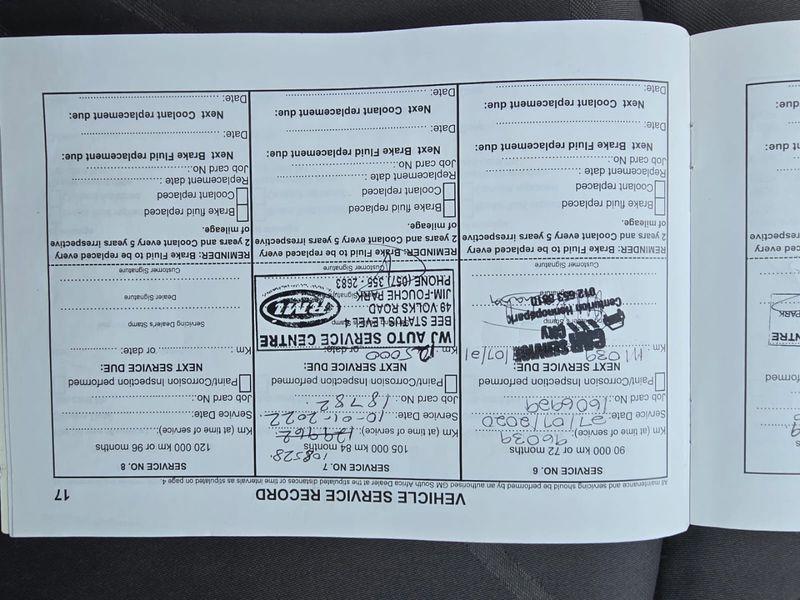 17
VEHICLE SERVICE RECORD
All maintenance and servicing should be performed by an authorised GM South Africa Dealer at the stipulated distances or time intervals as stipulated on page 4.
SERVICE NO. 6
90 000 km or 72 months
Km (at time of service): 96039
Service Date: 27/07/2020
Job card No.: 1606929
Paint/Corrosion Inspection performed
NEXT SERVICE DUE:
Km: 111039 07/21
CAR SERVICE CITY
Centurion Hennopspark
Customer Signature
REMINDER: Brake Fluid to be replaced every
2 years and Coolant every 5 years irrespective
of mileage.
Brake fluid replaced
Coolant replaced
Replacement date
Job card No.:
Next Brake Fluid replacement due:
Date:
Next Coolant replacement due:
Date:
SERVICE NO. 7
105 000 km or 84 months
108528.
Km (at time of service):
Service Date: 10-01-2022
Job card No.: 18782
Paint/Corrosion Inspection performed
NEXT SERVICE DUE:
Km: 125000 or date:
WJ AUTO SERVICE CENTRE
BEE STATUS LEVEL 4
49 VOLKS ROAD
JIM-FOUCHE PARK
PHONE (057) 356 - 2683
RMI
Customer Signature
REMINDER: Brake Fluid to be replaced every
2 years and Coolant every 5 years irrespective
of mileage.
Brake fluid replaced
Coolant replaced
Replacement date :
Job card No.:
Next Brake Fluid replacement due:
Date:
Next Coolant replacement due:
Date:
SERVICE NO. 8
120 000 km or 96 months
Km (at time of service):
Service Date:
Job card No.:
Paint/Corrosion Inspection performed
NEXT SERVICE DUE:
Km: or date:
Servicing Dealer's Stamp
Dealer Signature
Customer Signature
REMINDER: Brake Fluid to be replaced every
2 years and Coolant every 5 years irrespective
of mileage.
Brake fluid replaced
Coolant replaced
Replacement date :
Job card No.:
Next Brake Fluid replacement due:
Date:
Next Coolant replacement due:
Date: